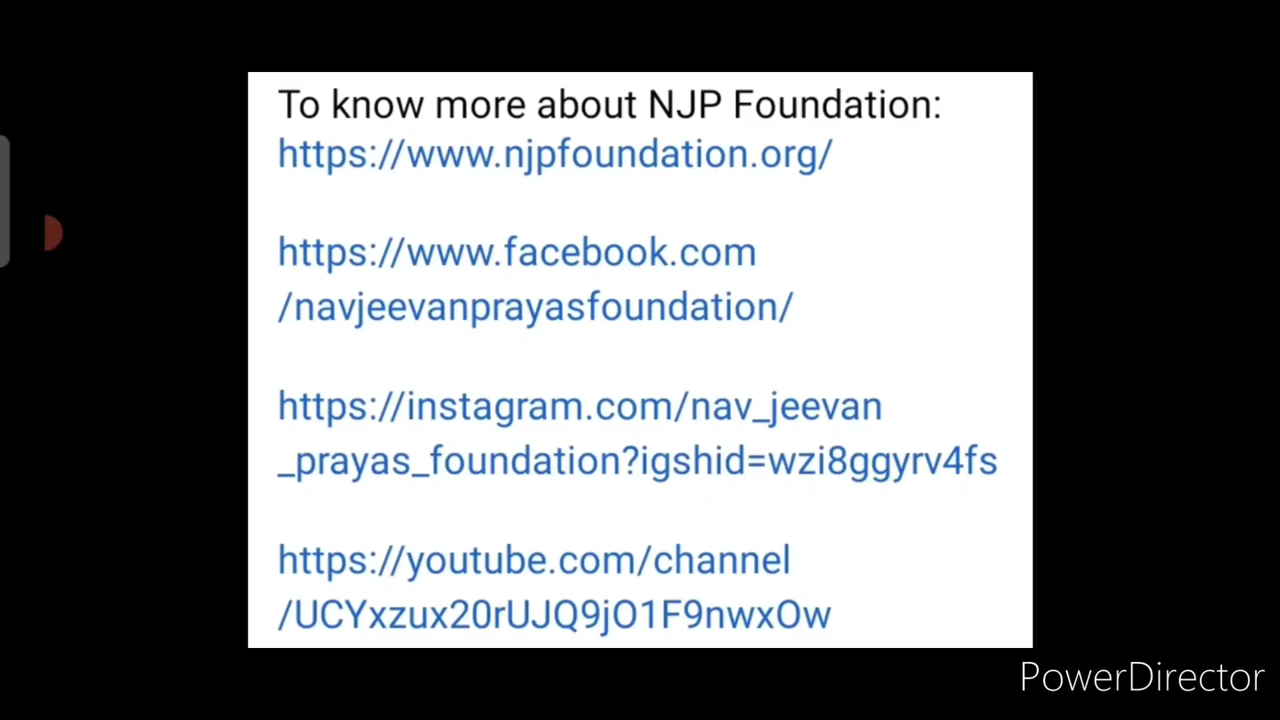 To know more about NJP Foundation:
https://www.njpfoundation.org/
https://www.facebook.com
/navjeevanprayasfoundation/
https://instagram.com/nav_jeevan
_prayas_foundation?igshid=wzi8ggyrv4fs
https://youtube.com/channel
/UCYxzux20rUJQ9jO1F9nwxOw
PowerDirector